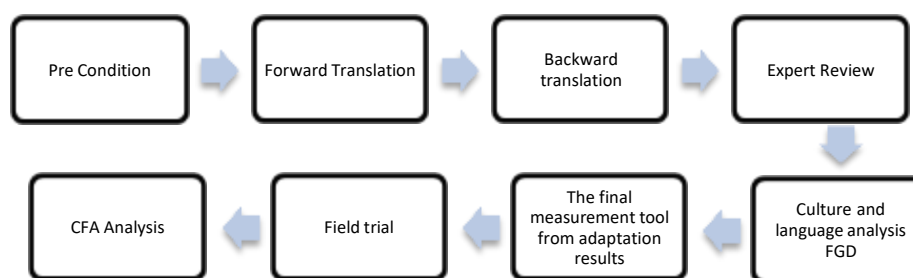 Pre Condition
Forward Translation
Backward
translation
Expert Review
Culture and
language analysis
FGD
The final
measurement tool
from adaptation
results
Field trial
CFA Analysis